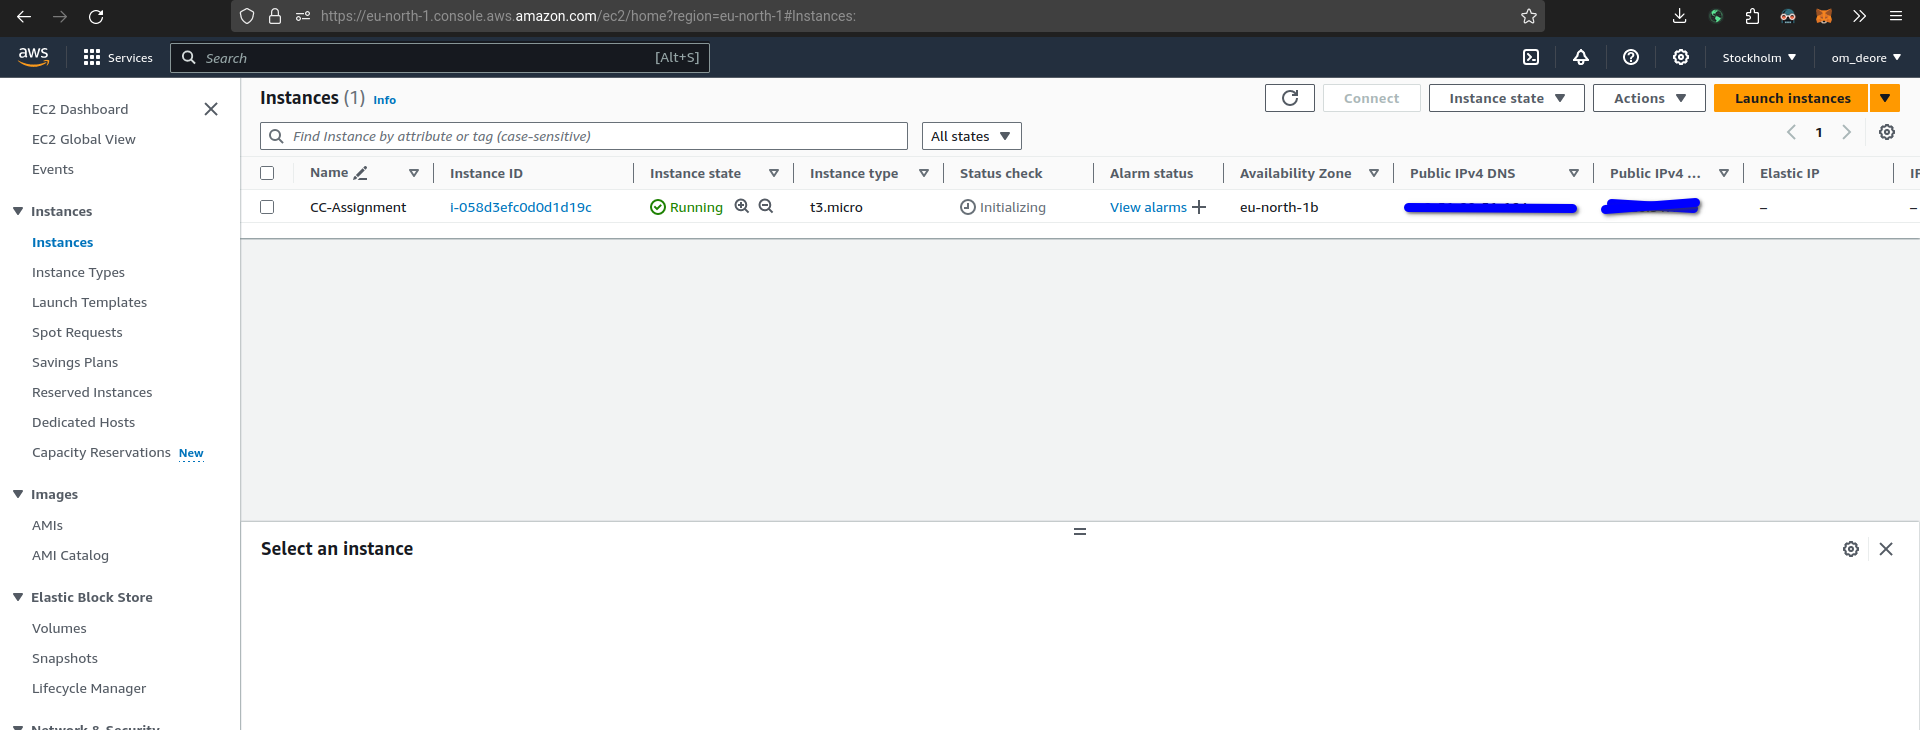 https://eu-north-1.console.aws.amazon.com/ec2/home?region=eu-north-1#Instances:
aws
Services
Search
[Alt+S]
Stockholm
om_deore
EC2 Dashboard
EC2 Global View
Events
Instances
Instances
Instance Types
Launch Templates
Spot Requests
Savings Plans
Reserved Instances
Dedicated Hosts
Capacity Reservations New
Images
AMIs
AMI Catalog
Elastic Block Store
Volumes
Snapshots
Lifecycle Manager
Network & Security
Instances (1) Info
Connect
Instance state
Actions
Launch instances
Find Instance by attribute or tag (case-sensitive)
All states
1
Name Instance ID Instance state Instance type Status check Alarm status Availability Zone Public IPv4 DNS Public IPv4 ... Elastic IP
CC-Assignment i-058d3efc0d0d1d19c Running t3.micro Initializing View alarms + eu-north-1b – –
Select an instance